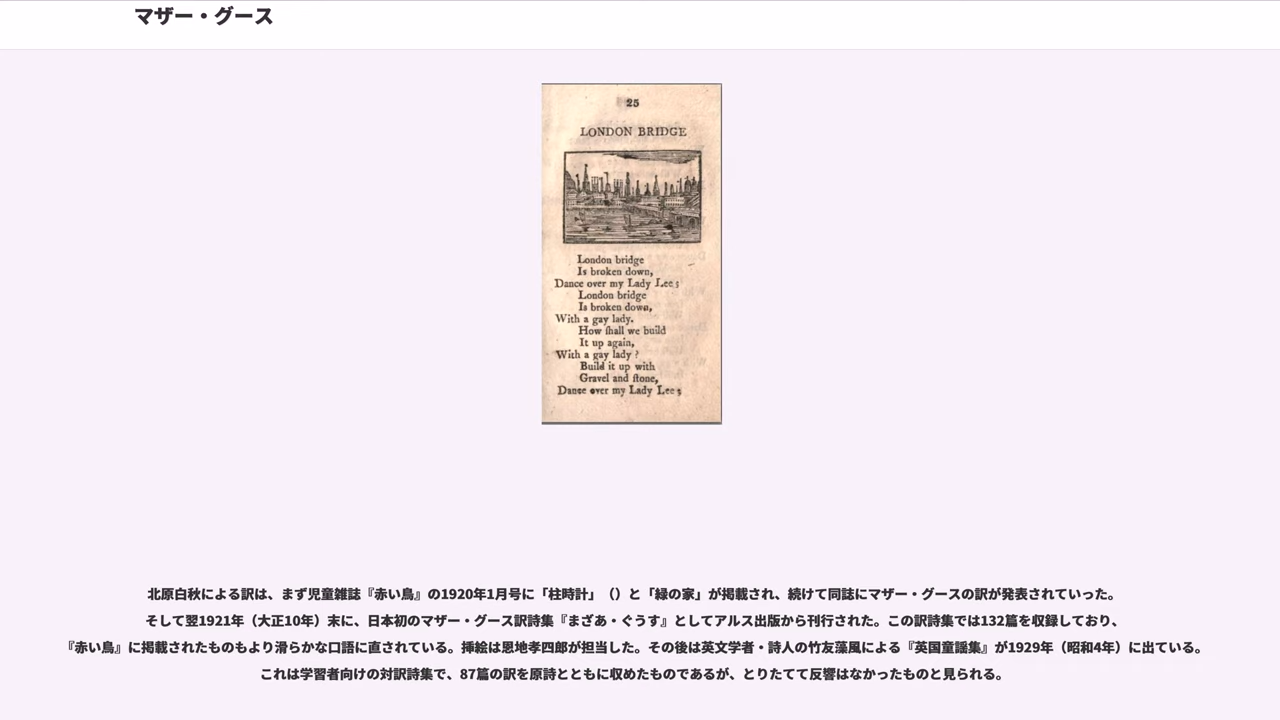 マザー・グース
25
LONDON BRIDGE
London bridge
Is broken down,
Dance over my Lady Lee;
London bridge
Is broken down,
With a gay lady.
How ſhall we build
It up again,
With a gay lady?
Build it up with
Gravel and ſtone,
Dance over my Lady Lee;
北原白秋による訳は、まず児童雑誌『赤い鳥』の1920年1月号に「柱時計」（）と「緑の家」が掲載され、続けて同誌にマザー・グースの訳が発表されていった。
そして翌1921年（大正10年）末に、日本初のマザー・グース訳詩集『まざあ・ぐうす』としてアルス出版から刊行された。この訳詩集では132篇を収録しており、
『赤い鳥』に掲載されたものもより滑らかな口語に直されている。挿絵は恩地孝四郎が担当した。その後は英文学者・詩人の竹友藻風による『英国童謡集』が1929年（昭和4年）に出ている。
これは学習者向けの対訳詩集で、87篇の訳を原詩とともに収めたものであるが、とりたてて反響はなかったものと見られる。